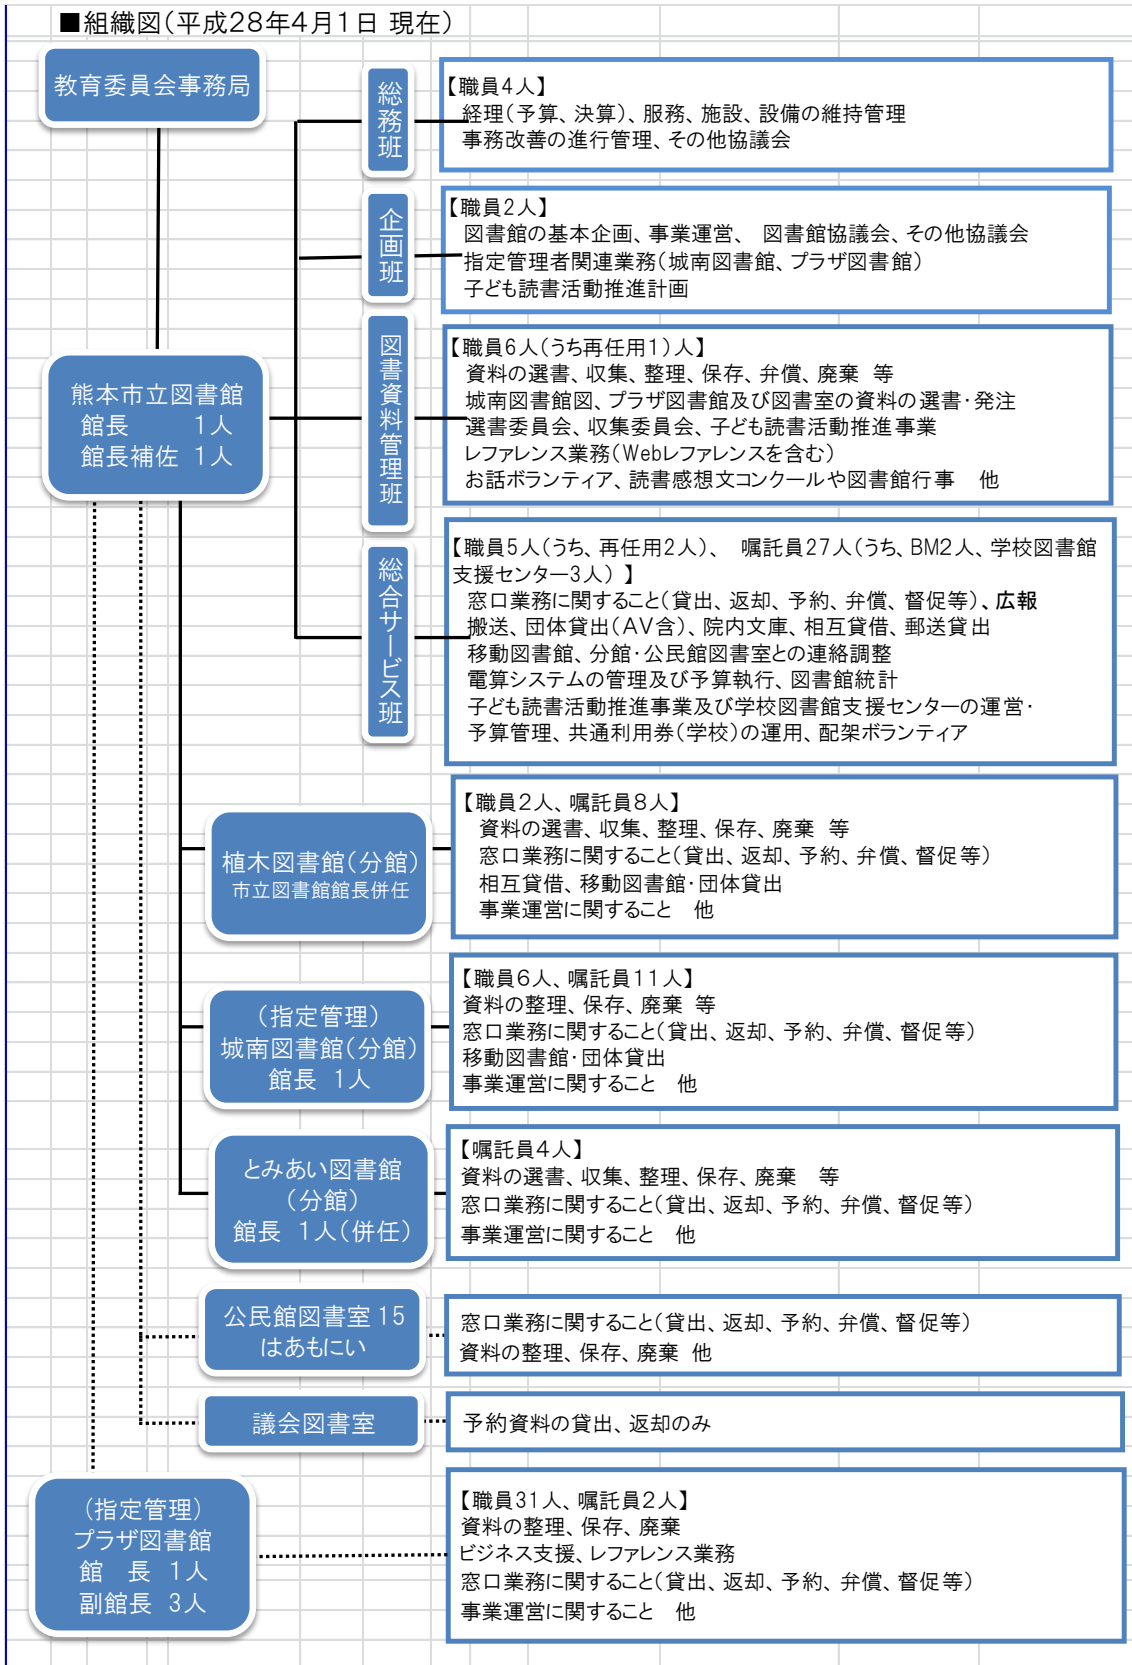 ■組織図(平成28年4月1日 現在)
教育委員会事務局
総務班
【職員4人】
経理(予算、決算)、服務、施設、設備の維持管理
事務改善の進行管理、その他協議会
企画班
【職員2人】
図書館の基本企画、事業運営、 図書館協議会、その他協議会
指定管理者関連業務(城南図書館、プラザ図書館)
子ども読書活動推進計画
熊本市立図書館
館長 1人
館長補佐 1人
図書資料管理班
【職員6人(うち再任用1)人】
資料の選書、収集、整理、保存、弁償、廃棄 等
城南図書館図、プラザ図書館及び図書室の資料の選書・発注
選書委員会、収集委員会、子ども読書活動推進事業
レファレンス業務(Webレファレンスを含む)
お話ボランティア、読書感想文コンクールや図書館行事 他
総合サービス班
【職員5人(うち、再任用2人)、 嘱託員27人(うち、BM2人、学校図書館
支援センター3人) 】
窓口業務に関すること(貸出、返却、予約、弁償、督促等)、広報
搬送、団体貸出(AV含)、院内文庫、相互貸借、郵送貸出
移動図書館、分館・公民館図書室との連絡調整
電算システムの管理及び予算執行、図書館統計
子ども読書活動推進事業及び学校図書館支援センターの運営・
予算管理、共通利用券(学校)の運用、配架ボランティア
植木図書館(分館)
市立図書館館長併任
【職員2人、嘱託員8人】
資料の選書、収集、整理、保存、廃棄 等
窓口業務に関すること(貸出、返却、予約、弁償、督促等)
相互貸借、移動図書館・団体貸出
事業運営に関すること 他
(指定管理)
城南図書館(分館)
館長 1人
【職員6人、嘱託員11人】
資料の整理、保存、廃棄 等
窓口業務に関すること(貸出、返却、予約、弁償、督促等)
移動図書館・団体貸出
事業運営に関すること 他
とみあい図書館
(分館)
館長 1人(併任)
【嘱託員4人】
資料の選書、収集、整理、保存、廃棄 等
窓口業務に関すること(貸出、返却、予約、弁償、督促等)
事業運営に関すること 他
公民館図書室 15
はあもにい
窓口業務に関すること(貸出、返却、予約、弁償、督促等)
資料の整理、保存、廃棄 他
議会図書室
予約資料の貸出、返却のみ
(指定管理)
プラザ図書館
館 長 1人
副館長 3人
【職員31人、嘱託員2人】
資料の整理、保存、廃棄
ビジネス支援、レファレンス業務
窓口業務に関すること(貸出、返却、予約、弁償、督促等)
事業運営に関すること 他